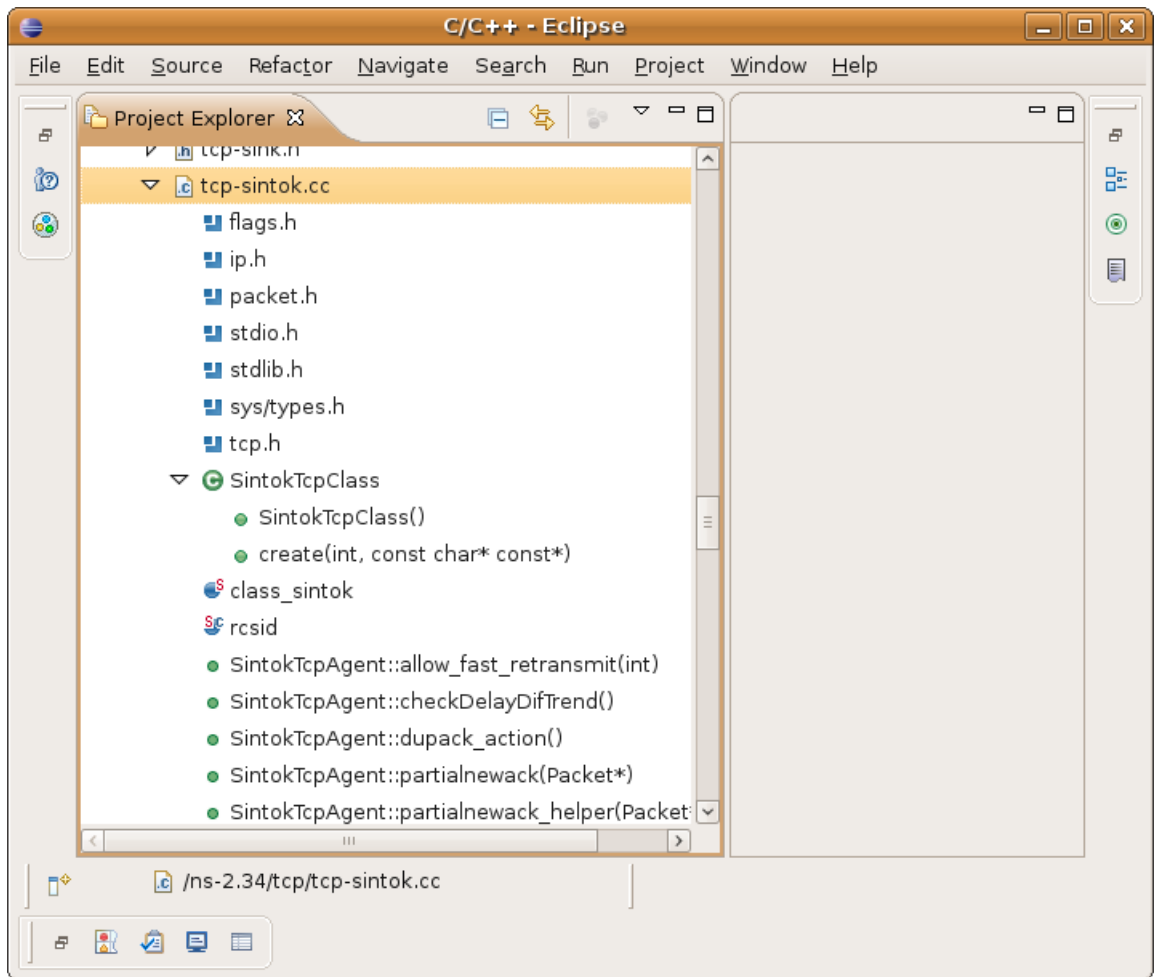 C/C++ - Eclipse
File Edit Source Refactor Navigate Search Run Project Window Help
Project Explorer
tcp-sink.h
tcp-sintok.cc
flags.h
ip.h
packet.h
stdio.h
stdlib.h
sys/types.h
tcp.h
SintokTcpClass
SintokTcpClass()
create(int, const char* const*)
class_sintok
rcsid
SintokTcpAgent::allow_fast_retransmit(int)
SintokTcpAgent::checkDelayDifTrend()
SintokTcpAgent::dupack_action()
SintokTcpAgent::partialnewack(Packet*)
SintokTcpAgent::partialnewack_helper(Packet*
/ns-2.34/tcp/tcp-sintok.cc